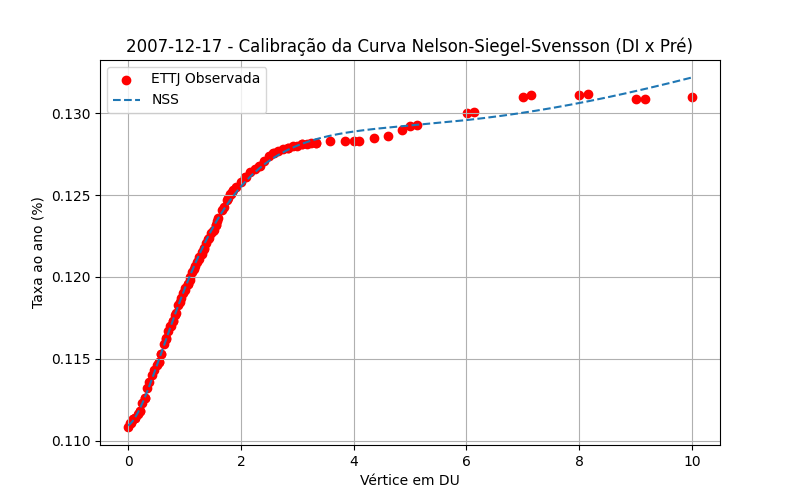 2007-12-17 - Calibração da Curva Nelson-Siegel-Svensson (DI x Pré)
ETTJ Observada
NSS
Taxa ao ano (%)
0.130
0.125
0.120
0.115
0.110
0 2 4 6 8 10
Vértice em DU